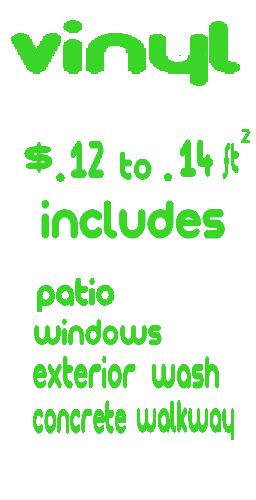 vinyl
$.12 to .14 ft²
includes
patio
windows
exterior wash
concrete walkway